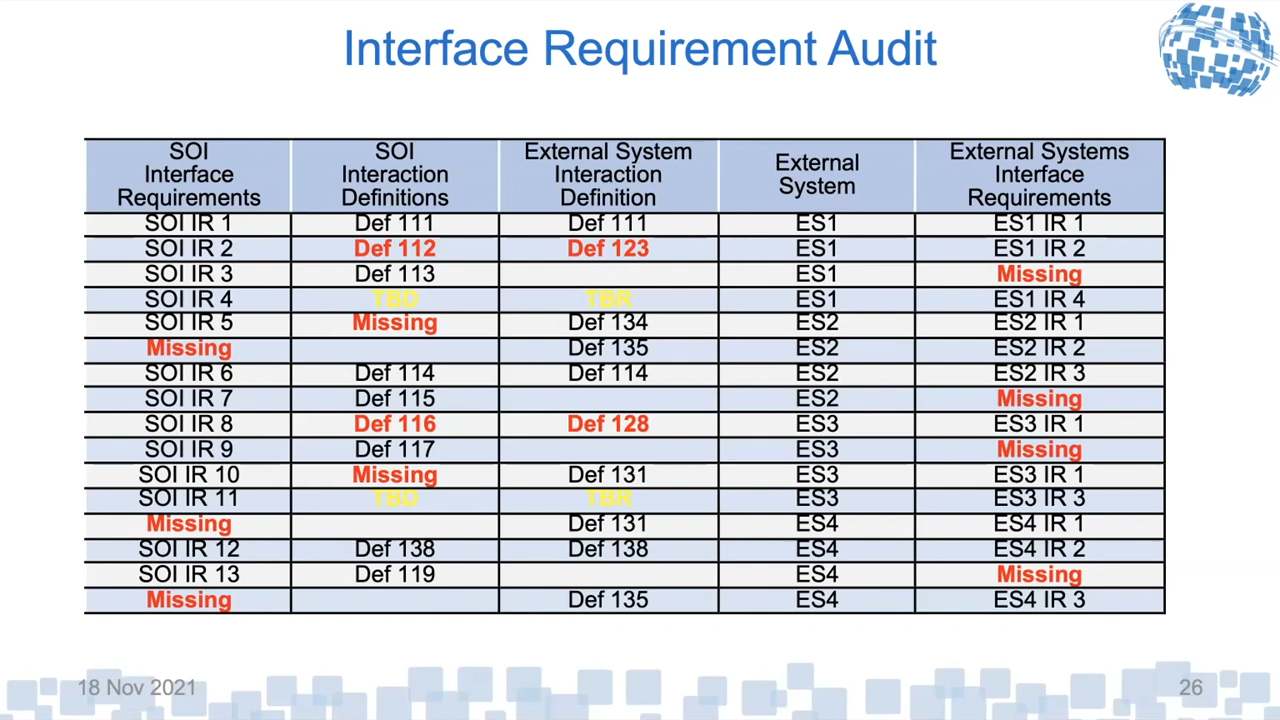 Interface Requirement Audit
SOI Interface Requirements SOI Interaction Definitions External System Interaction Definition External System External Systems Interface Requirements
SOI IR 1 Def 111 Def 111 ES1 ES1 IR 1
SOI IR 2 Def 112 Def 123 ES1 ES1 IR 2
SOI IR 3 Def 113 ES1 Missing
SOI IR 4 TBD TBR ES1 ES1 IR 4
SOI IR 5 Missing Def 134 ES2 ES2 IR 1
Missing Def 135 ES2 ES2 IR 2
SOI IR 6 Def 114 Def 114 ES2 ES2 IR 3
SOI IR 7 Def 115 ES2 Missing
SOI IR 8 Def 116 Def 128 ES3 ES3 IR 1
SOI IR 9 Def 117 ES3 Missing
SOI IR 10 Missing Def 131 ES3 ES3 IR 1
SOI IR 11 TBD TBR ES3 ES3 IR 3
Missing Def 131 ES4 ES4 IR 1
SOI IR 12 Def 138 Def 138 ES4 ES4 IR 2
SOI IR 13 Def 119 ES4 Missing
Missing Def 135 ES4 ES4 IR 3
18 Nov 2021 26